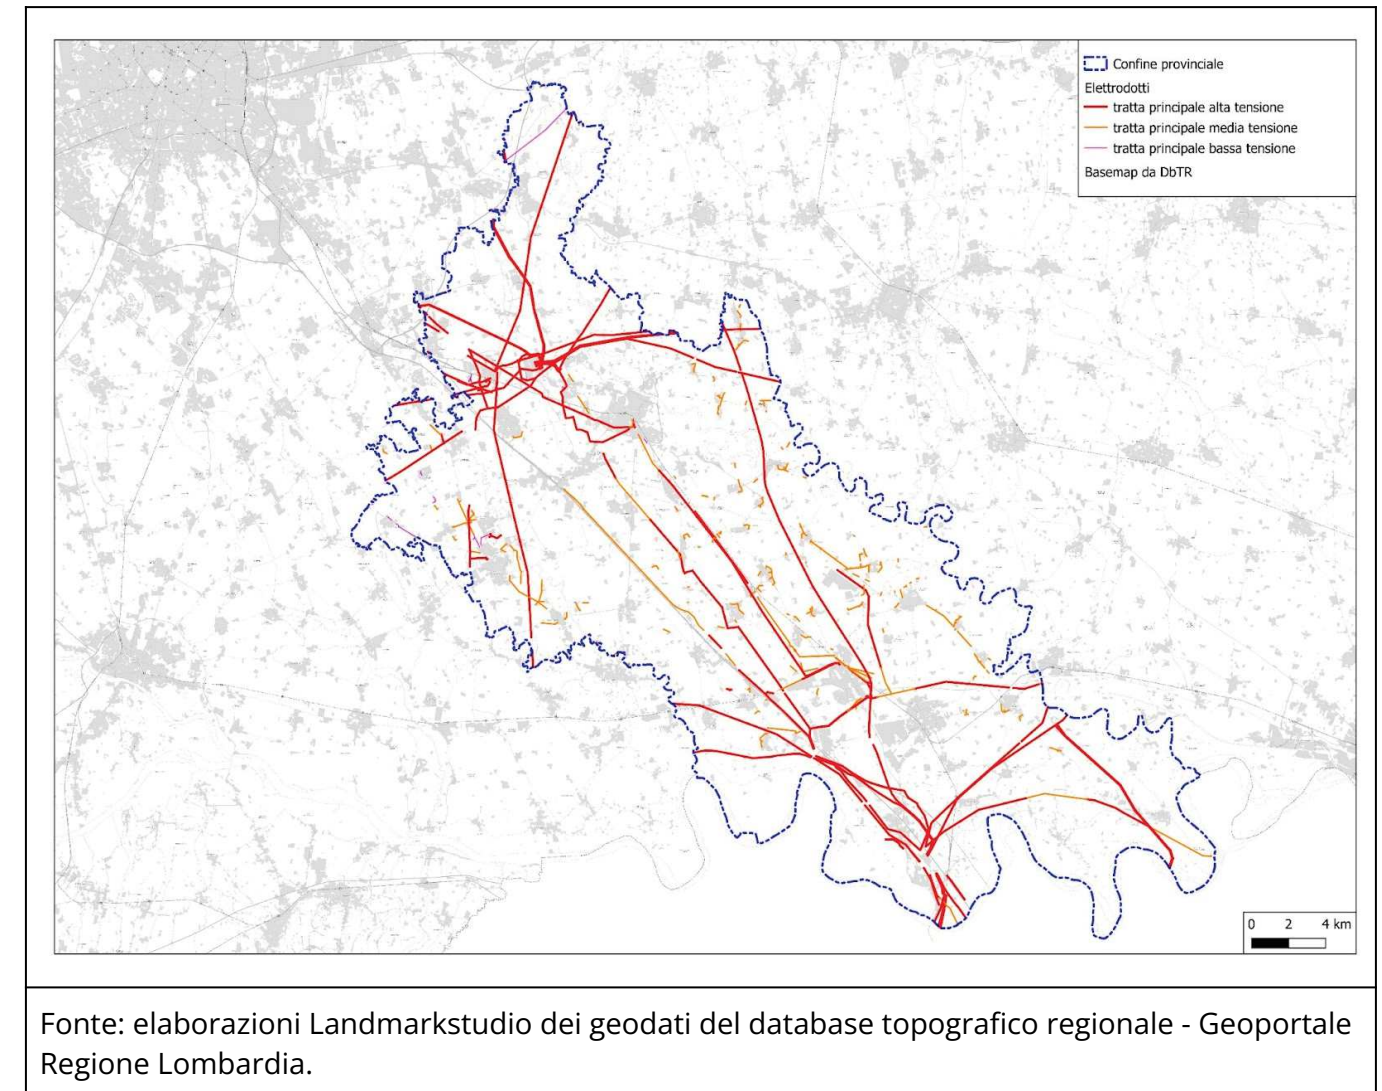 Confine provinciale
Elettrodotti
tratta principale alta tensione
tratta principale media tensione
tratta principale bassa tensione
Basemap da DbTR
0 2 4 km
Fonte: elaborazioni Landmarkstudio dei geodati del database topografico regionale - Geoportale
Regione Lombardia.